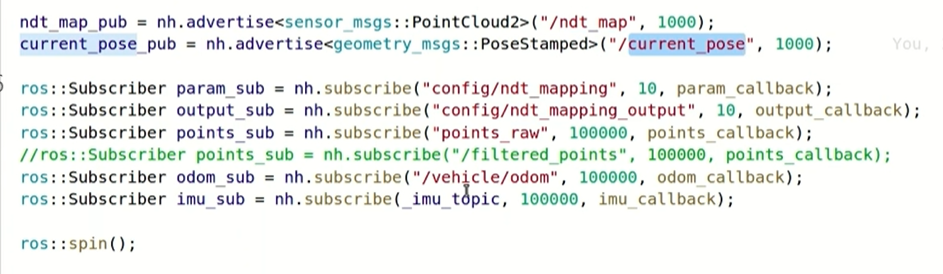 ndt_map_pub = nh.advertise<sensor_msgs::PointCloud2>("/ndt_map", 1000);
current_pose_pub = nh.advertise<geometry_msgs::PoseStamped>("/current_pose", 1000); You,
ros::Subscriber param_sub = nh.subscribe("config/ndt_mapping", 10, param_callback);
ros::Subscriber output_sub = nh.subscribe("config/ndt_mapping_output", 10, output_callback);
ros::Subscriber points_sub = nh.subscribe("points_raw", 100000, points_callback);
//ros::Subscriber points_sub = nh.subscribe("/filtered_points", 100000, points_callback);
ros::Subscriber odom_sub = nh.subscribe("/vehicle/odom", 100000, odom_callback);
ros::Subscriber imu_sub = nh.subscribe(_imu_topic, 100000, imu_callback);
ros::spin();